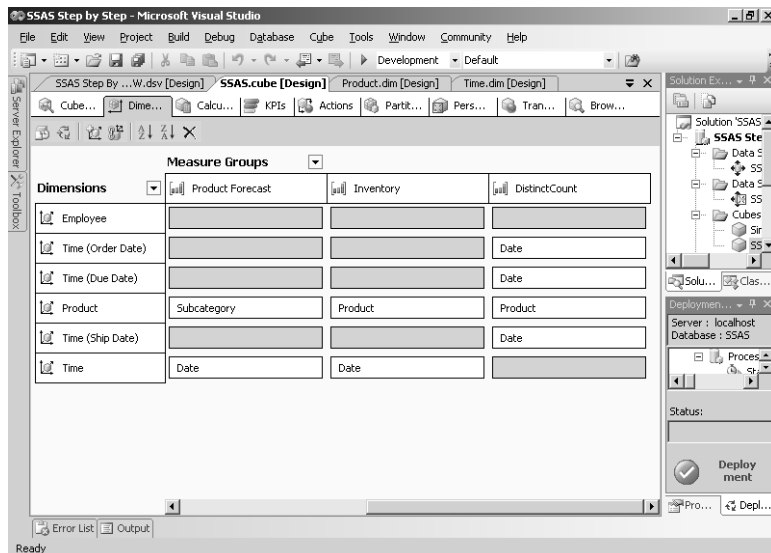 SSAS Step by Step - Microsoft Visual Studio
File Edit View Project Build Debug Database Cube Tools Window Community Help
Development Default
SSAS Step By ...W.dsv [Design] SSAS.cube [Design] Product.dim [Design] Time.dim [Design]
Cube... Dime... Calcu... KPIs Actions Partit... Pers... Tran... Brow...
Server Explorer
Toolbox
Measure Groups
Dimensions Product Forecast Inventory DistinctCount
Employee
Time (Order Date) Date
Time (Due Date) Date
Product Subcategory Product Product
Time (Ship Date) Date
Time Date Date
Error List Output
Ready
Solution Ex...
Solution 'SSAS
SSAS Ste
Data S
SS
Data S
SS
Cubes
Sir
SS
Solu... Clas...
Deploymen...
Server : localhost
Database : SSAS
Proces
Status:
Deploy
ment
Pro... Depl...